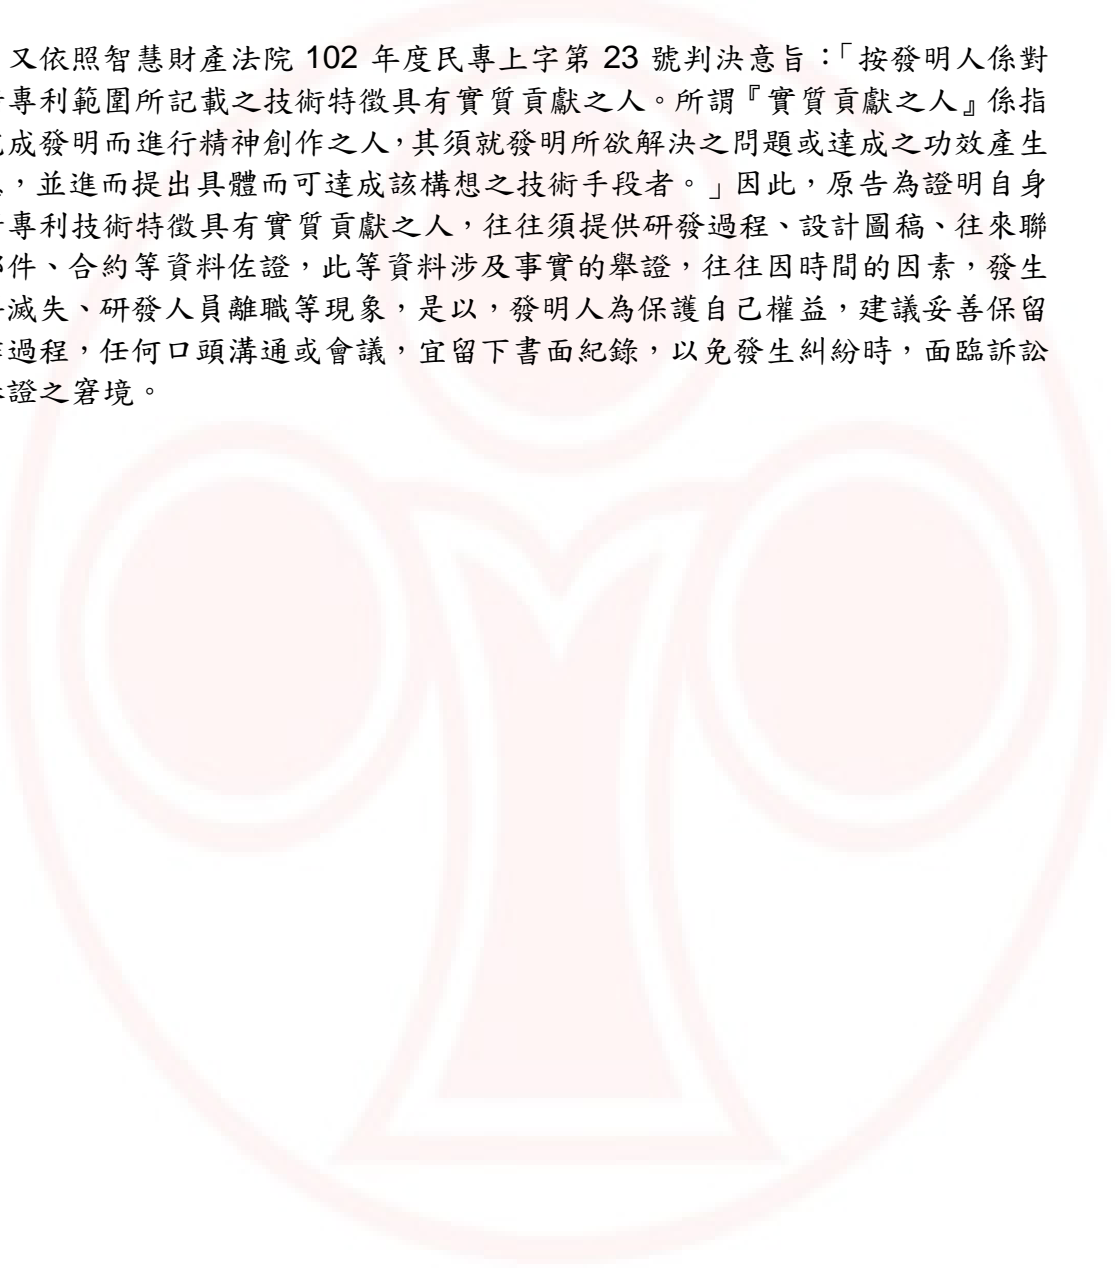 又依照智慧財產法院 102 年度民專上字第 23 號判決意旨：「按發明人係對
專利範圍所記載之技術特徵具有實質貢獻之人。所謂『實質貢獻之人』係指
成發明而進行精神創作之人，其須就發明所欲解決之問題或達成之功效產生
，並進而提出具體而可達成該構想之技術手段者。」因此，原告為證明自身
專利技術特徵具有實質貢獻之人，往往須提供研發過程、設計圖稿、往來聯
件、合約等資料佐證，此等資料涉及事實的舉證，往往因時間的因素，發生
滅失、研發人員離職等現象，是以，發明人為保護自己權益，建議妥善保留
過程，任何口頭溝通或會議，宜留下書面紀錄，以免發生糾紛時，面臨訴訟
證之窘境。